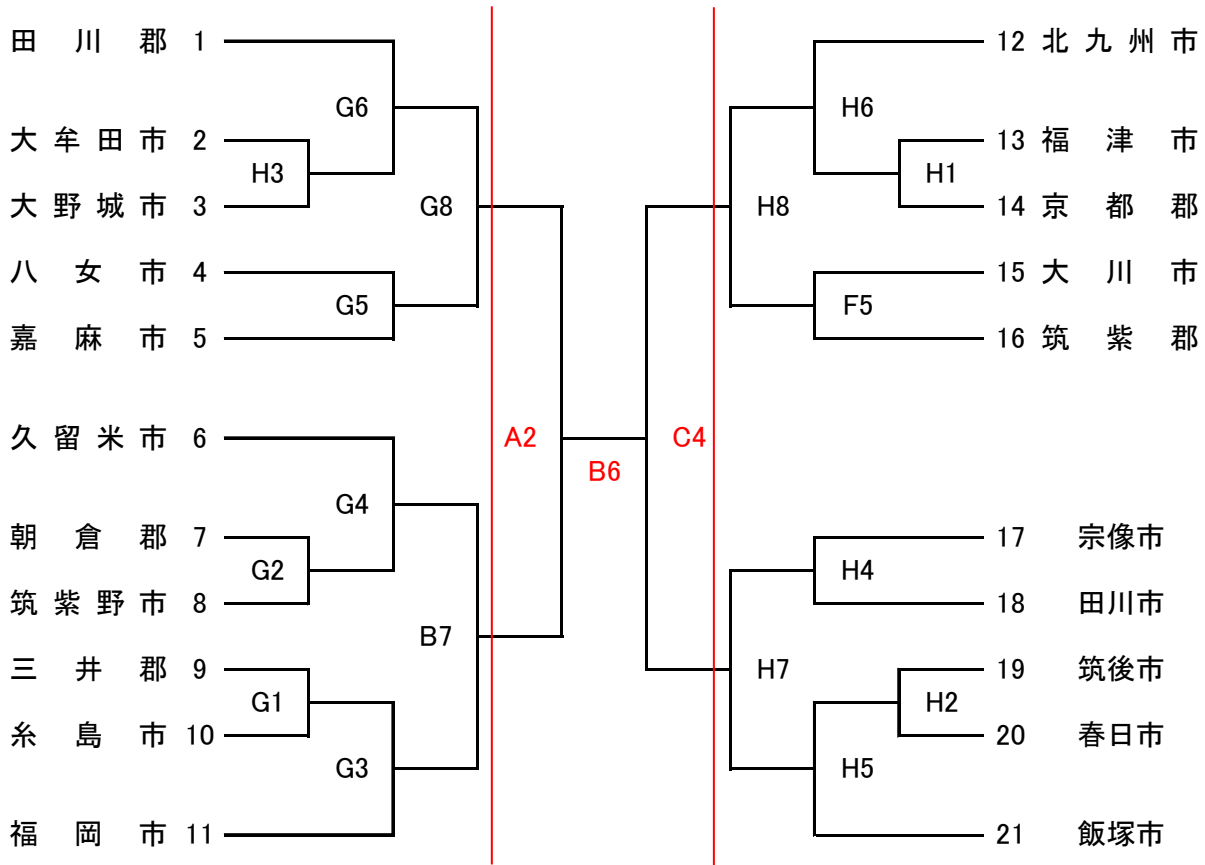 田川郡 1
G6
大牟田市 2
H3
大野城市 3
G8
八女市 4
G5
嘉麻市 5
久留米市 6
G4
朝倉郡 7
G2
筑紫野市 8
B7
三井郡 9
G1
糸島市 10
G3
福岡市 11
A2
B6
C4
12 北九州市
H6
13 福津市
H1
14 京都郡
H8
15 大川市
F5
16 筑紫郡
17 宗像市
H4
18 田川市
H7
19 筑後市
H2
20 春日市
H5
21 飯塚市